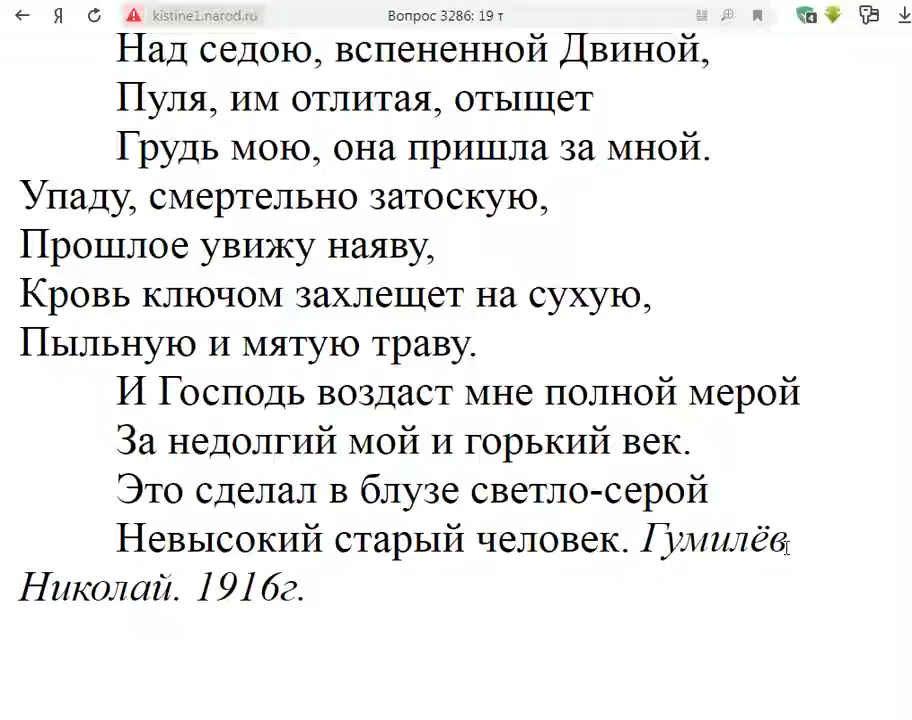 Я kistine1.narod.ru Вопрос 3286: 19 т 4
Над седою, вспененной Двиной,
Пуля, им отлитая, отыщет
Грудь мою, она пришла за мной.
Упаду, смертельно затоскую,
Прошлое увижу наяву,
Кровь ключом захлещет на сухую,
Пыльную и мятую траву.
И Господь воздаст мне полной мерой
За недолгий мой и горький век.
Это сделал в блузе светло-серой
Невысокий старый человек. Гумилёв
Николай. 1916г.